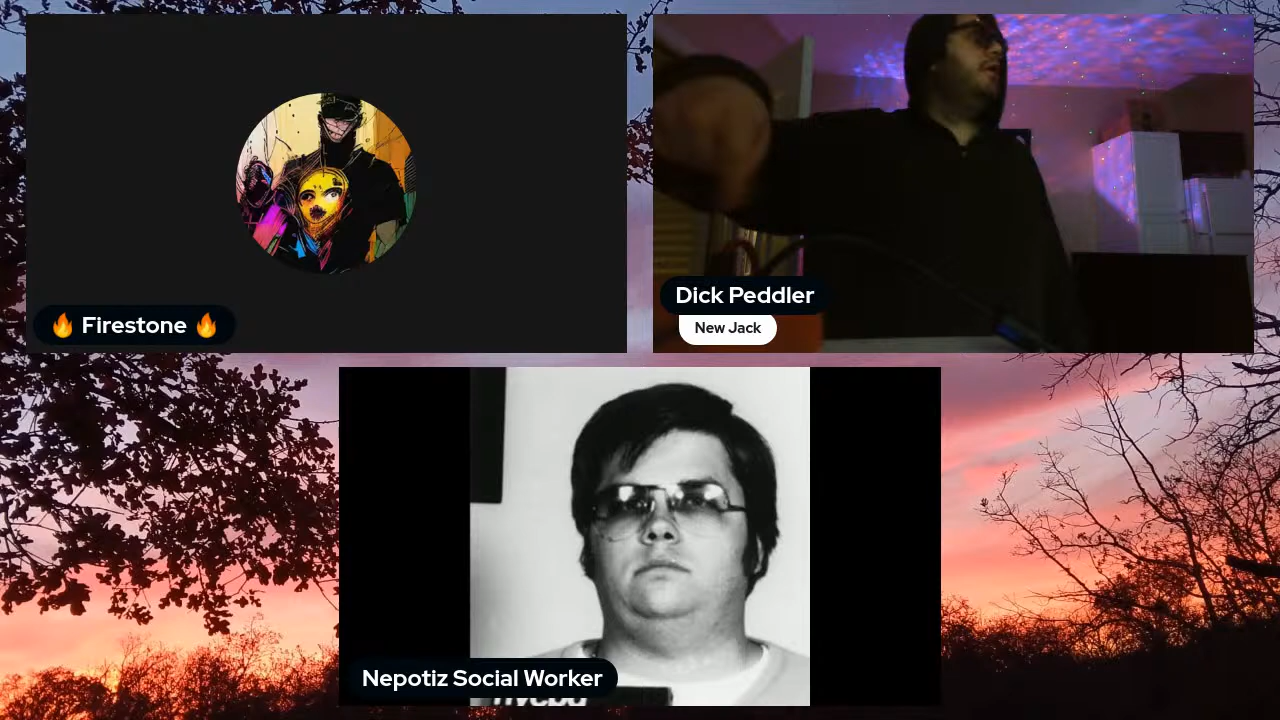 🔥 Firestone 🔥
Dick Peddler
New Jack
Nepotiz Social Worker